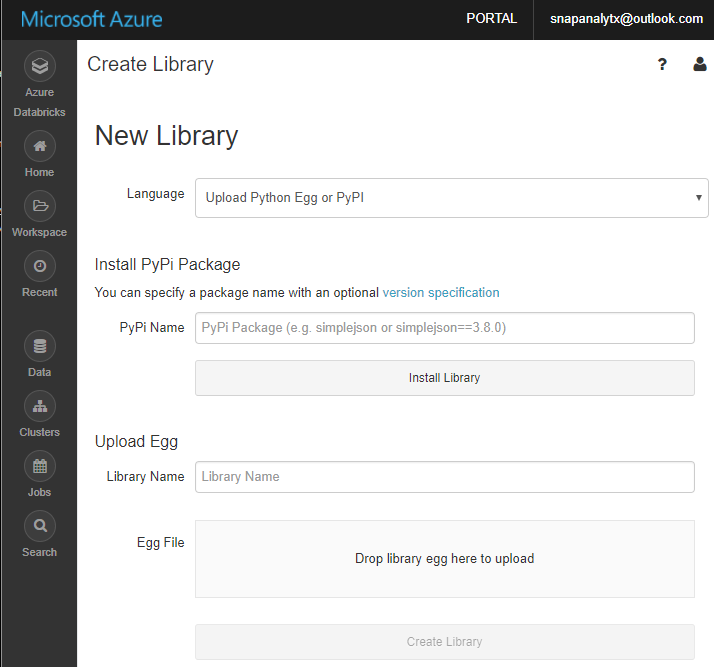 Microsoft Azure
PORTAL
snapanalytx@outlook.com
Azure
Databricks
Home
Workspace
Recent
Data
Clusters
Jobs
Search
Create Library
?
New Library
Language
Upload Python Egg or PyPI
Install PyPi Package
You can specify a package name with an optional version specification
PyPi Name
PyPi Package (e.g. simplejson or simplejson==3.8.0)
Install Library
Upload Egg
Library Name
Library Name
Egg File
Drop library egg here to upload
Create Library